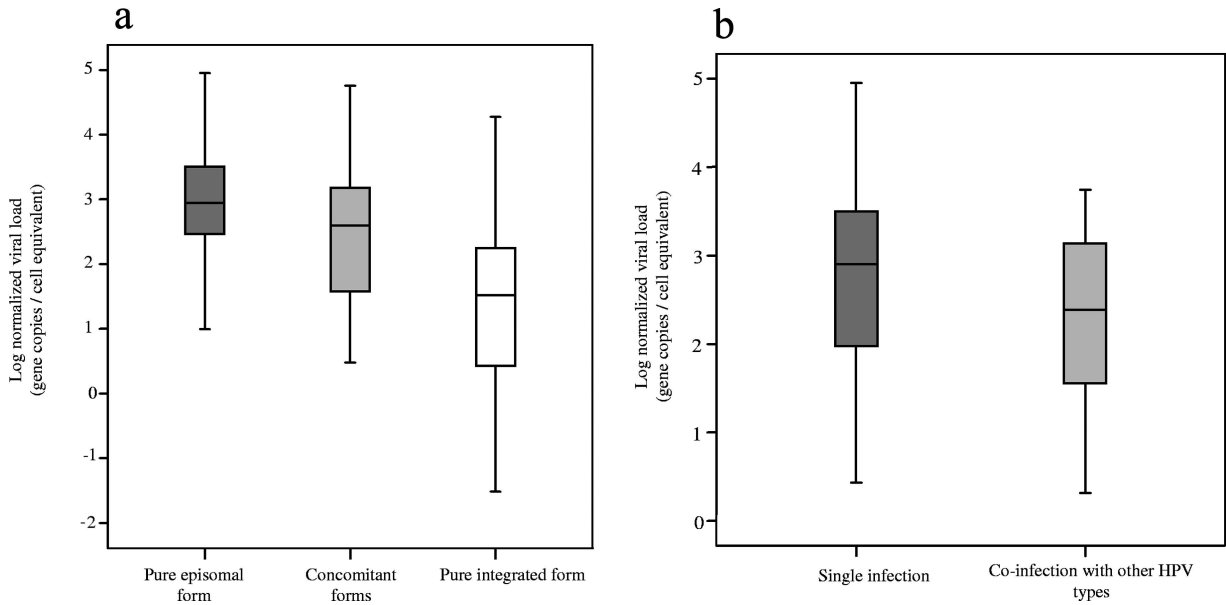 a
Log normalized viral load
(gene copies / cell equivalent)
5
4
3
2
1
0
-1
-2
Pure episomal
form
Concomitant
forms
Pure integrated form
b
Log normalized viral load
(gene copies / cell equivalent)
5
4
3
2
1
0
Single infection
Co-infection with other HPV
types